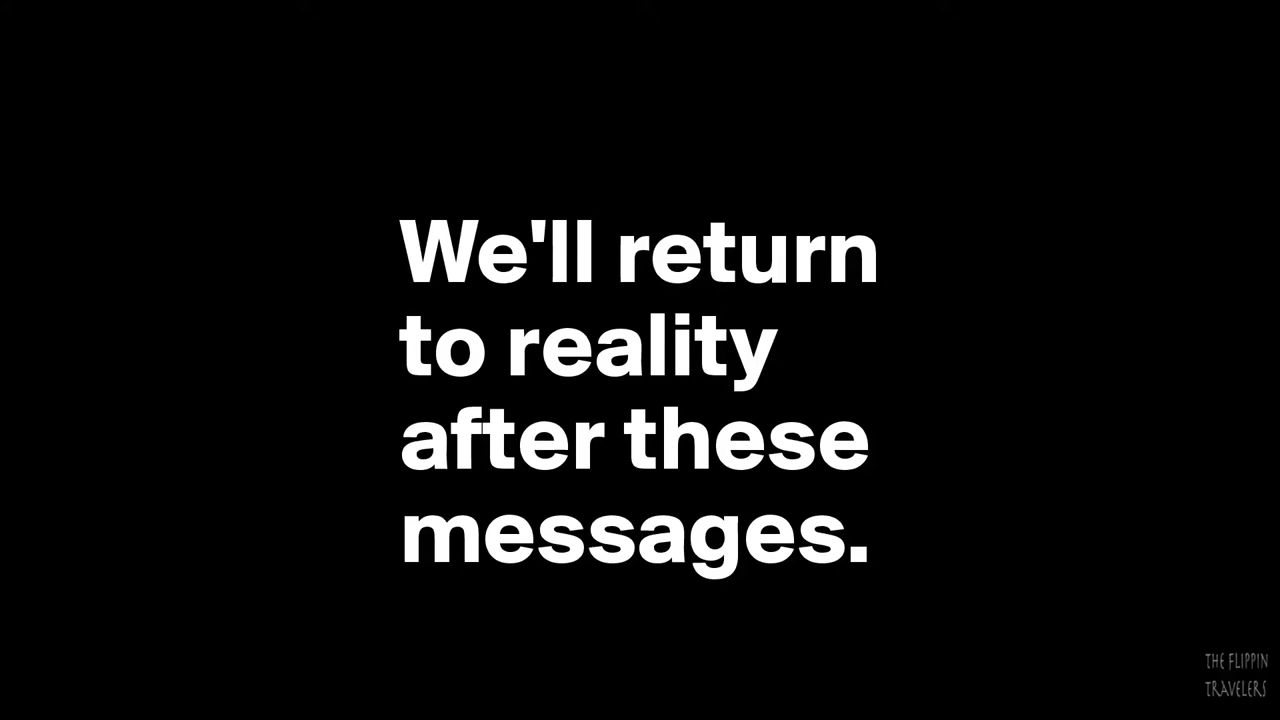 We'll return
to reality
after these
messages.
THE FLIPPIN
TRAVELERS